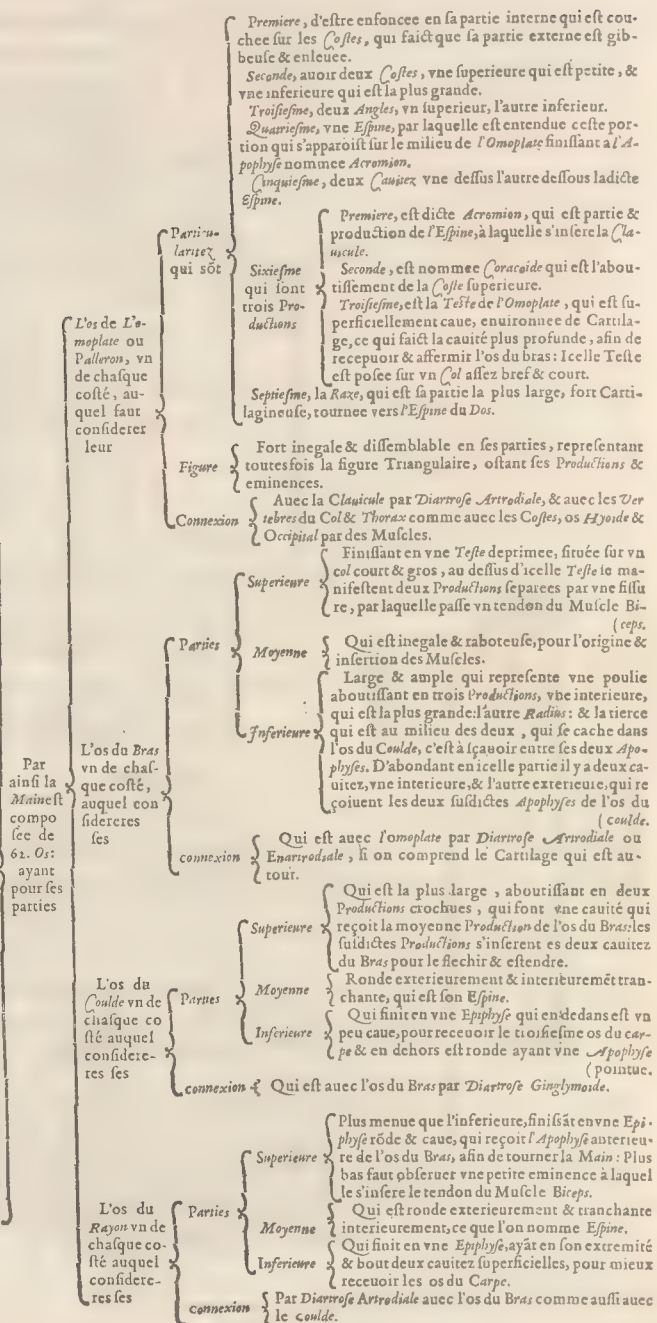 Par
ainsi la
Main est
compo
see de
62. Os:
ayant
pour ses
parties
L'os de L'o-
moplate ou
Palleron, vn
de chasque
costé, au-
quel faut
considerer
leur
Particu-
laritez
qui sõt
Premiere, d'estre enfoncee en sa partie interne qui est cou-
chee sur les Costes, qui faict que sa partie externe est gib-
beuse & enleuee.
Seconde, auoir deux Costes, vne superieure qui est petite, &
vne inferieure qui est la plus grande.
Troisiesme, deux Angles, vn superieur, l'autre inferieur.
Quatriesme, vne Espine, par laquelle est entendue ceste por-
tion qui s'apparoist sur le milieu de l'Omoplate finissant a l'A-
pophyse nommee Acromion.
Cinquiesme, deux Cauitez vne dessus l'autre dessous ladicte
Espine.
Sixiesme
qui sont
trois Pro-
ductions
Premiere, est dicte Acromion, qui est partie &
production de l'Espine, à laquelle s'insere la Cla-
uicule.
Seconde, est nommee Coracoide qui est l'abou-
tissement de la Coste superieure.
Troisiesme, est la Teste de l'Omoplate, qui est su-
perficiellement caue, enuironnee de Cartila-
ge, ce qui faict la cauité plus profunde, afin de
recepuoir & affermir l'os du bras: Icelle Teste
est posee sur vn Col assez bref & court.
Septiesme, la Baze, qui est sa partie la plus large, fort Carti-
lagineuse, tournee vers l'Espine du Dos.
Figure
Fort inegale & dissemblable en ses parties, representant
toutesfois la figure Triangulaire, ostant ses Productions &
eminences.
Connexion
Auec la Clauicule par Diartrose Artrodiale, & auec les Ver
tebres du Col & Thorax comme auec les Costes, os Hyoide &
Occipital par des Muscles.
L'os du Bras
vn de chas-
que costé,
auquel con
sidereres
ses
Parties
Superieure
Finissant en vne Teste deprimee, située sur vn
col court & gros, au dessus d'icelle Teste se ma-
nifestent deux Productions separees par vne fissu
re, par laquelle passe vn tendon du Muscle Bi-
(ceps.
Moyenne
Qui est inegale & raboteuse, pour l'origine &
insertion des Muscles.
Inferieure
Large & ample qui represente vne poulie
aboutissant en trois Productions, vne interieure,
qui est la plus grande: l'autre Radius: & la tierce
qui est au milieu des deux, qui se cache dans
l'os du Coulde, c'est à sçauoir entre ses deux Apo-
physes. D'abondant en icelle partie il y a deux ca-
uitez, vne interieure, & l'autre exterieure, qui re
çoiuent les deux susdictes Apophyses de l'os du
(coulde.
connexion
Qui est auec l'omoplate par Diartrose Artrodiale ou
Enartrodiale, si on comprend le Cartilage qui est au-
tour.
L'os du
Coulde vn de
chasque co
sté auquel
considere-
res ses
Parties
Superieure
Qui est la plus large, aboutissant en deux
Productions crochues, qui font vne cauité qui
reçoit la moyenne Production de l'os du Bras: les
susdictes Productions s'inserent es deux cauitez
du Bras pour le flechir & estendre.
Moyenne
Ronde exterieurement & interieuremẽt tran-
chante, qui est son Espine.
Inferieure
Qui finit en vne Epiphyse qui en dedans est vn
peu caue, pour receuoir le troisiesme os du car-
pe & en dehors est ronde ayant vne Apophyse
(pointue.
connexion
Qui est auec l'os du Bras par Diartrose Ginglymoide.
L'os du
Rayon vn de
chasque co-
sté auquel
considere-
res ses
Parties
Superieure
Plus menue que l'inferieure, finissãt en vne Epi-
physe rõde & caue, qui reçoit l'Apophyse anterieu-
re de l'os du Bras, afin de tourner la Main: Plus
bas faut obseruer vne petite eminence à laquel
le s'insere le tendon du Muscle Biceps.
Moyenne
Qui est ronde exterieurement & tranchante
interieurement, ce que l'on nomme Espine.
Inferieure
Qui finit en vne Epiphyse, ayãt en son extremité
& bout deux cauitez superficielles, pour mieux
receuoir les os du Carpe.
connexion
Par Diartrose Artrodiale auec l'os du Bras comme aussi auec
le coulde.